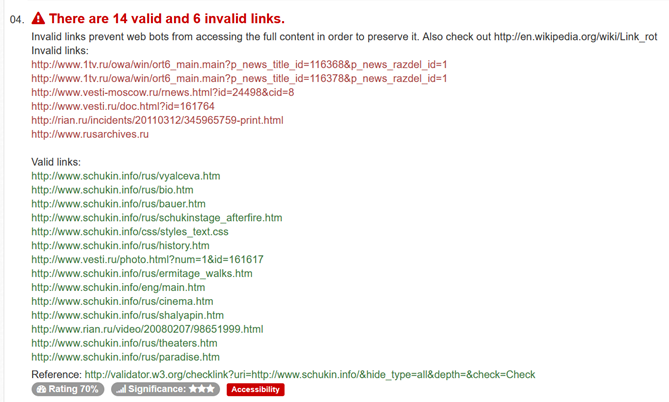 04. There are 14 valid and 6 invalid links.
Invalid links prevent web bots from accessing the full content in order to preserve it. Also check out http://en.wikipedia.org/wiki/Link_rot
Invalid links:
http://www.1tv.ru/owa/win/ort6_main.main?p_news_title_id=116368&p_news_razdel_id=1
http://www.1tv.ru/owa/win/ort6_main.main?p_news_title_id=116378&p_news_razdel_id=1
http://www.vesti-moscow.ru/rnews.html?id=24498&cid=8
http://www.vesti.ru/doc.html?id=161764
http://rian.ru/incidents/20110312/345965759-print.html
http://www.rusarchives.ru
Valid links:
http://www.schukin.info/rus/vyalceva.htm
http://www.schukin.info/rus/bio.htm
http://www.schukin.info/rus/bauer.htm
http://www.schukin.info/rus/schukinstage_afterfire.htm
http://www.schukin.info/css/styles_text.css
http://www.schukin.info/rus/history.htm
http://www.vesti.ru/photo.html?num=1&id=161617
http://www.schukin.info/rus/ermitage_walks.htm
http://www.schukin.info/eng/main.htm
http://www.schukin.info/rus/cinema.htm
http://www.schukin.info/rus/shalyapin.htm
http://www.rian.ru/video/20080207/98651999.html
http://www.schukin.info/rus/theaters.htm
http://www.schukin.info/rus/paradise.htm
Reference: http://validator.w3.org/checklink?uri=http://www.schukin.info/&hide_type=all&depth=&check=Check
Rating 70% Significance: ★★★ Accessibility